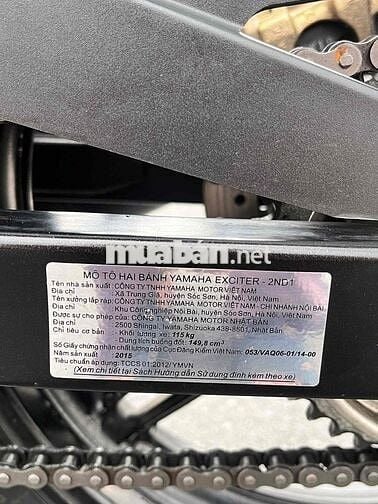 MÔ TÔ HAI BÁNH YAMAHA EXCITER - 2ND1
Tên nhà sản xuất : CÔNG TY TNHH YAMAHA MOTOR VIỆT NAM
Địa chỉ : Xã Trung Giã, huyện Sóc Sơn, Hà Nội, Việt Nam
Tên xưởng lắp ráp: CÔNG TY TNHH YAMAHA MOTOR VIỆT NAM - CHI NHÁNH NỘI BÀI
Địa chỉ : Khu Công nghiệp Nội Bài, huyện Sóc Sơn, Hà Nội, Việt Nam
Được sự cho phép của: CÔNG TY YAMAHA MOTOR NHẬT BẢN
Địa chỉ : 2500 Shingai, Iwata, Shizuoka 438-8501, Nhật Bản
Chỉ tiêu cơ bản : - Khối lượng xe: 115 kg
- Dung tích buồng đốt: 149,8 cm³
Số Giấy chứng nhận chất lượng của Cục Đăng Kiểm Việt Nam: 053/VAQ06-01/14-00
Năm sản xuất : 2015
Tiêu chuẩn áp dụng: TCCS 01:2012/ YMVN
(Xem chi tiết tại Sách Hướng dẫn Sử dụng đính kèm theo xe)
muaban.net